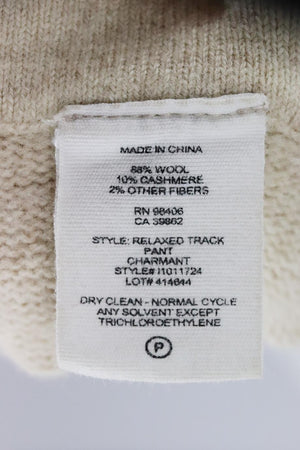 MADE IN CHINA
88% WOOL
10% CASHMERE
2% OTHER FIBERS
RN 98406
CA 39862
STYLE: RELAXED TRACK
PANT
CHARMANT
STYLE# I1011724
LOT# 414644
DRY CLEAN - NORMAL CYCLE
ANY SOLVENT EXCEPT
TRICHLOROETHYLENE
P